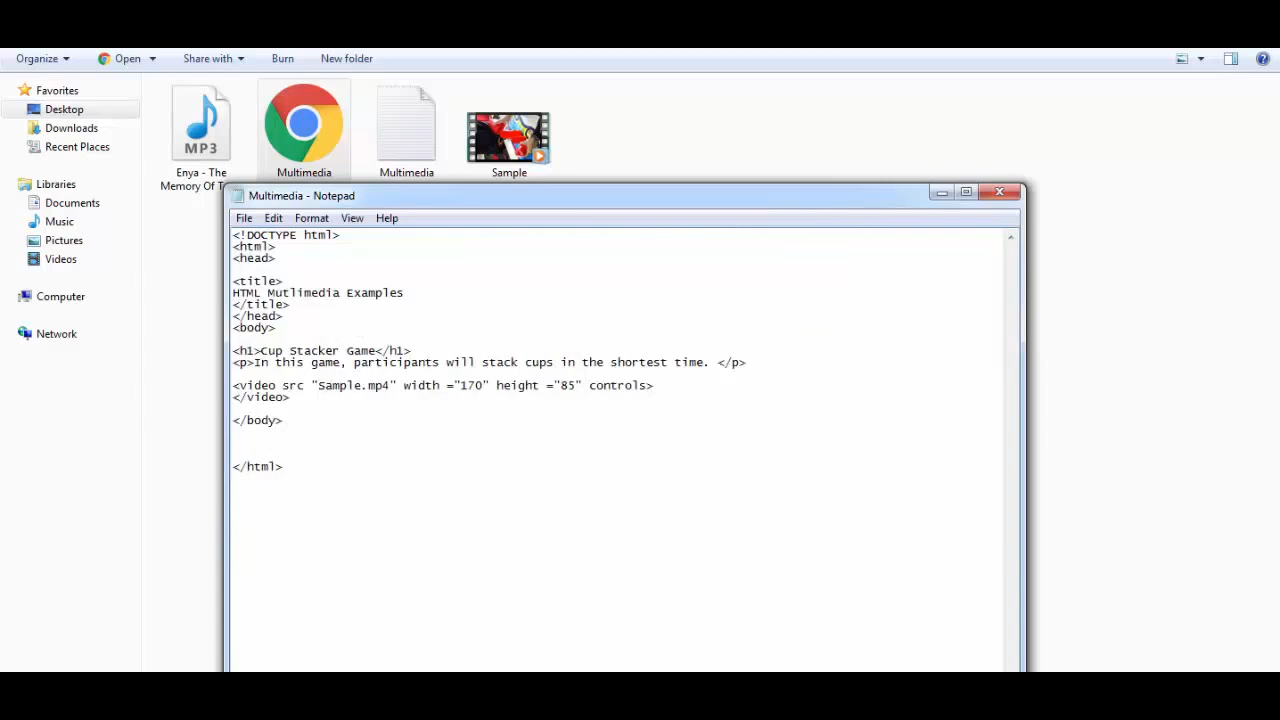 Organize Open Share with Burn New folder
Favorites
Desktop
Downloads
Recent Places
Libraries
Documents
Music
Pictures
Videos
Computer
Network
MP3
Enya - The
Memory Of T
Multimedia
Multimedia
Sample
Multimedia - Notepad
File Edit Format View Help
<!DOCTYPE html>
<html>
<head>
<title>
HTML Mutlimedia Examples
</title>
</head>
<body>
<h1>Cup Stacker Game</h1>
<p>In this game, participants will stack cups in the shortest time. </p>
<video src "Sample.mp4" width ="170" height ="85" controls>
</video>
</body>
</html>